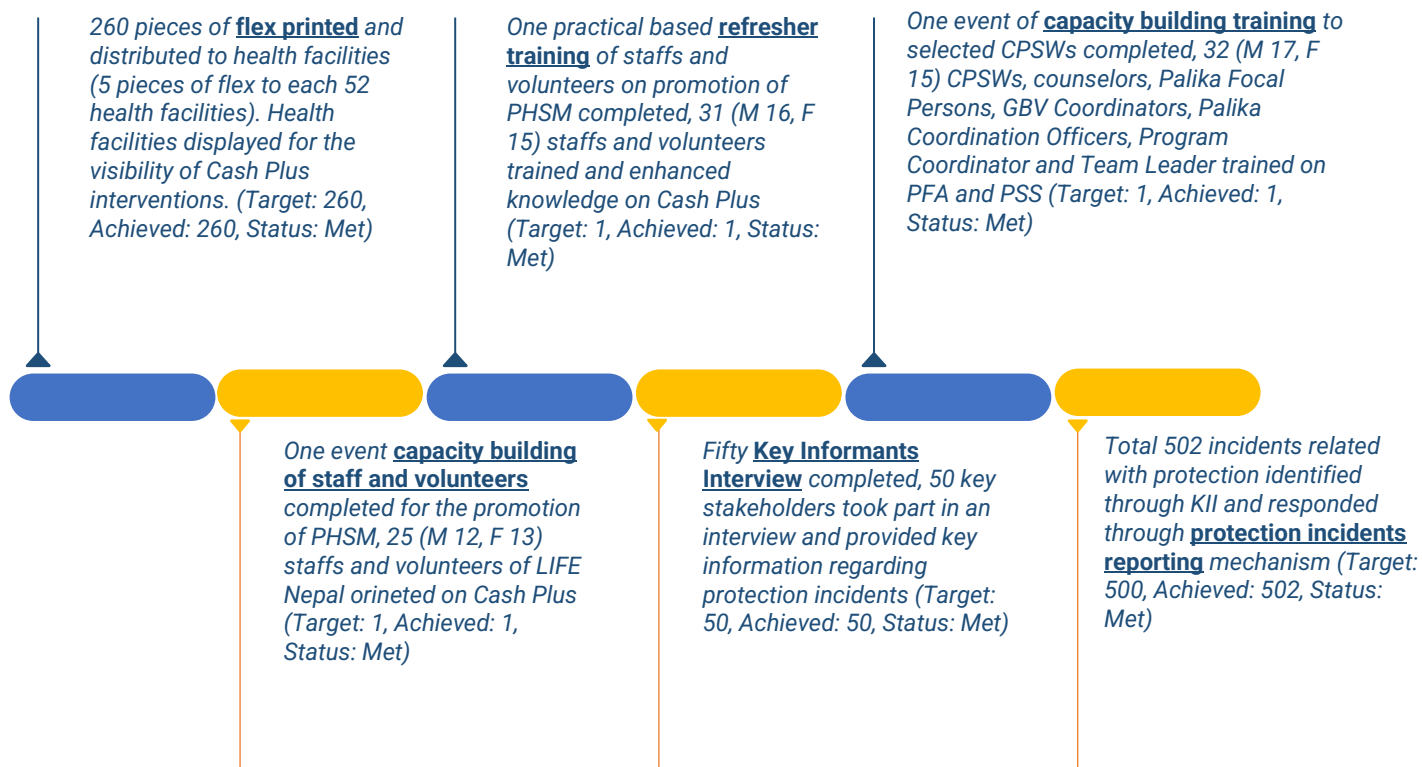 260 pieces of flex printed and
distributed to health facilities
(5 pieces of flex to each 52
health facilities). Health
facilities displayed for the
visibility of Cash Plus
interventions. (Target: 260,
Achieved: 260, Status: Met)
One event capacity building
of staff and volunteers
completed for the promotion
of PHSM, 25 (M 12, F 13)
staffs and volunteers of LIFE
Nepal orineted on Cash Plus
(Target: 1, Achieved: 1,
Status: Met)
One practical based refresher
training of staffs and
volunteers on promotion of
PHSM completed, 31 (M 16, F
15) staffs and volunteers
trained and enhanced
knowledge on Cash Plus
(Target: 1, Achieved: 1, Status:
Met)
Fifty Key Informants
Interview completed, 50 key
stakeholders took part in an
interview and provided key
information regarding
protection incidents (Target:
50, Achieved: 50, Status: Met)
One event of capacity building training to
selected CPSWs completed, 32 (M 17, F
15) CPSWs, counselors, Palika Focal
Persons, GBV Coordinators, Palika
Coordination Officers, Program
Coordinator and Team Leader trained on
PFA and PSS (Target: 1, Achieved: 1,
Status: Met)
Total 502 incidents related
with protection identified
through KII and responded
through protection incidents
reporting mechanism (Target:
500, Achieved: 502, Status:
Met)